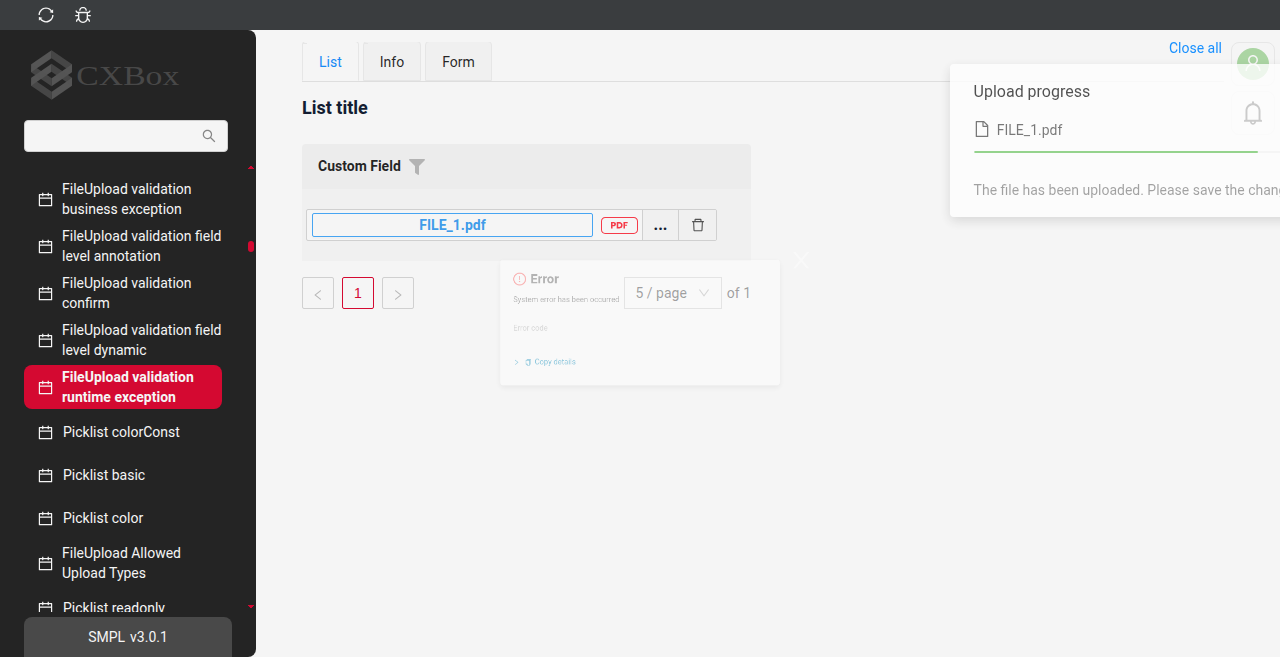 CXBox
FileUpload validation
business exception
FileUpload validation field
level annotation
FileUpload validation
confirm
FileUpload validation field
level dynamic
FileUpload validation
runtime exception
Picklist colorConst
Picklist basic
Picklist color
FileUpload Allowed
Upload Types
Picklist readonly
SMPL v3.0.1
List
Info
Form
List title
Custom Field
FILE_1.pdf
PDF
...
1
Error
System error has been occurred
Error code
Copy details
5 / page
of 1
Close all
Upload progress
FILE_1.pdf
The file has been uploaded. Please save the chan